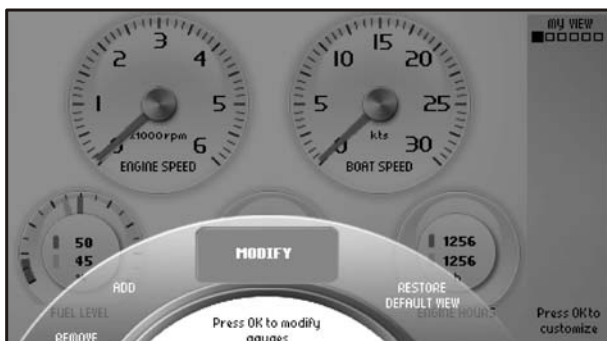 MY VIEW
1
2
3
4
5
6
x1000 rpm
ENGINE SPEED
0
5
10
15
20
25
30
kts
BOAT SPEED
50
45
FUEL LEVEL
1256
1256
h
ENGINE HOURS
ADD
REMOVE
MODIFY
RESTORE
DEFAULT VIEW
Press OK to modify
gauges
Press OK to
customize